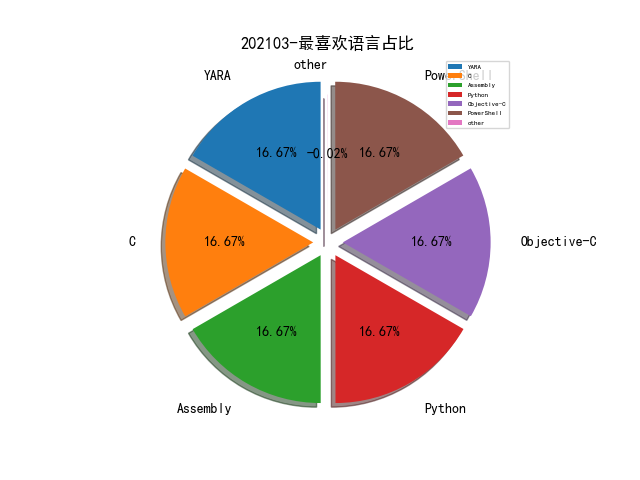 202103-最喜欢语言占比
other
YARA
PowerShell
YARA
C
Assembly
Python
Objective-C
PowerShell
other
16.67%
-0.02%
16.67%
C
16.67%
16.67%
Objective-C
16.67%
16.67%
Assembly
Python